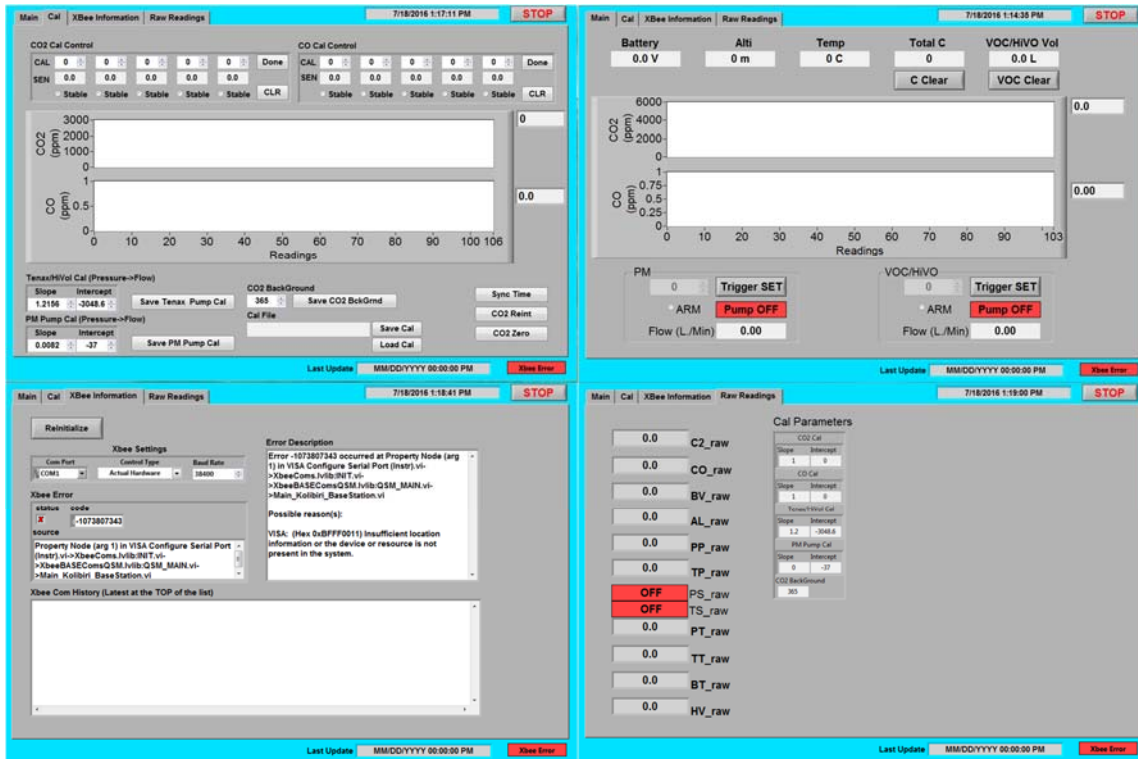 Main Cal XBee Information Raw Readings 7/18/2016 1:17:11 PM STOP
CO2 Cal Control CO Cal Control
CAL 0 0 0 0 0 Done CAL 0 0 0 0 0 Done
SEN 0.0 0.0 0.0 0.0 0.0 SEN 0.0 0.0 0.0 0.0 0.0
Stable Stable Stable Stable Stable CLR Stable Stable Stable Stable Stable CLR
CO2 (ppm)
3000
2000
1000
0
0
CO (ppm)
1
0.5
0
0.0
0 10 20 30 40 50 60 70 80 90 100 106
Readings
Tenax/HiVol Cal (Pressure->Flow)
Slope Intercept
1.2156 -3048.6 Save Tenax Pump Cal
PM Pump Cal (Pressure->Flow)
Slope Intercept
0.0082 -37 Save PM Pump Cal
CO2 BackGround
365 Save CO2 BckGrnd
Cal File
Save Cal
Load Cal
Sync Time
CO2 Reint
CO2 Zero
Last Update MM/DD/YYYY 00:00:00 PM Xbee Error
Main Cal XBee Information Raw Readings 7/18/2016 1:14:35 PM STOP
Battery Alti Temp Total C VOC/HiVO Vol
0.0 V 0 m 0 C 0 0.0 L
C Clear VOC Clear
CO2 (ppm)
6000
4000
2000
0
0.0
CO (ppm)
1
0.75
0.5
0.25
0
0.00
0 10 20 30 40 50 60 70 80 90 103
Readings
PM
0 Trigger SET
ARM Pump OFF
Flow (L./Min) 0.00
VOC/HiVO
0 Trigger SET
ARM Pump OFF
Flow (L./Min) 0.00
Last Update MM/DD/YYYY 00:00:00 PM Xbee Error
Main Cal XBee Information Raw Readings 7/18/2016 1:18:41 PM STOP
Reinitialize
Xbee Settings
Com Port Control Type Baud Rate
COM1 Actual Hardware 38400
Xbee Error
status code
-1073807343
source
Property Node (arg 1) in VISA Configure Serial Port
(Instr).vi->XbeeComs.lvlib:INIT.vi-
>XbeeBASEComsQSM.lvlib:QSM_MAIN.vi-
>Main_Kolibiri_BaseStation.vi
Error Description
Error -1073807343 occurred at Property Node (arg
1) in VISA Configure Serial Port (Instr).vi-
>XbeeComs.lvlib:INIT.vi-
>XbeeBASEComsQSM.lvlib:QSM_MAIN.vi-
>Main_Kolibiri_BaseStation.vi
Possible reason(s):
VISA: (Hex 0xBFFF0011) Insufficient location
information or the device or resource is not
present in the system.
Xbee Com History (Latest at the TOP of the list)
Last Update MM/DD/YYYY 00:00:00 PM Xbee Error
Main Cal XBee Information Raw Readings 7/18/2016 1:19:00 PM STOP
0.0 C2_raw
0.0 CO_raw
0.0 BV_raw
0.0 AL_raw
0.0 PP_raw
0.0 TP_raw
OFF PS_raw
OFF TS_raw
0.0 PT_raw
0.0 TT_raw
0.0 BT_raw
0.0 HV_raw
Cal Parameters
CO2 Cal
Slope Intercept
1 0
CO Cal
Slope Intercept
1 0
Slope Intercept
1.2 -3048.6
PM Pump Cal
Slope Intercept
0 -37
CO2 BackGround
365
Last Update MM/DD/YYYY 00:00:00 PM Xbee Error